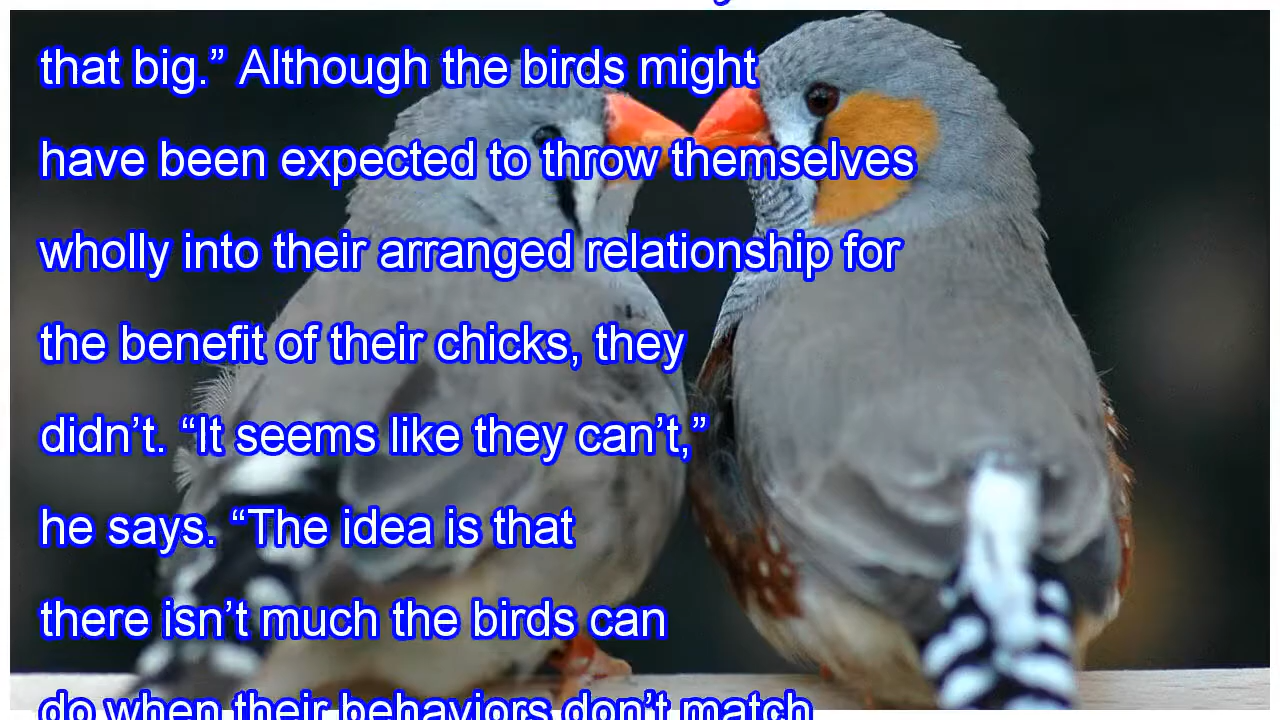 that big.” Although the birds might
have been expected to throw themselves
wholly into their arranged relationship for
the benefit of their chicks, they
didn’t. “It seems like they can’t,”
he says. “The idea is that
there isn’t much the birds can
do when their behaviors don’t match